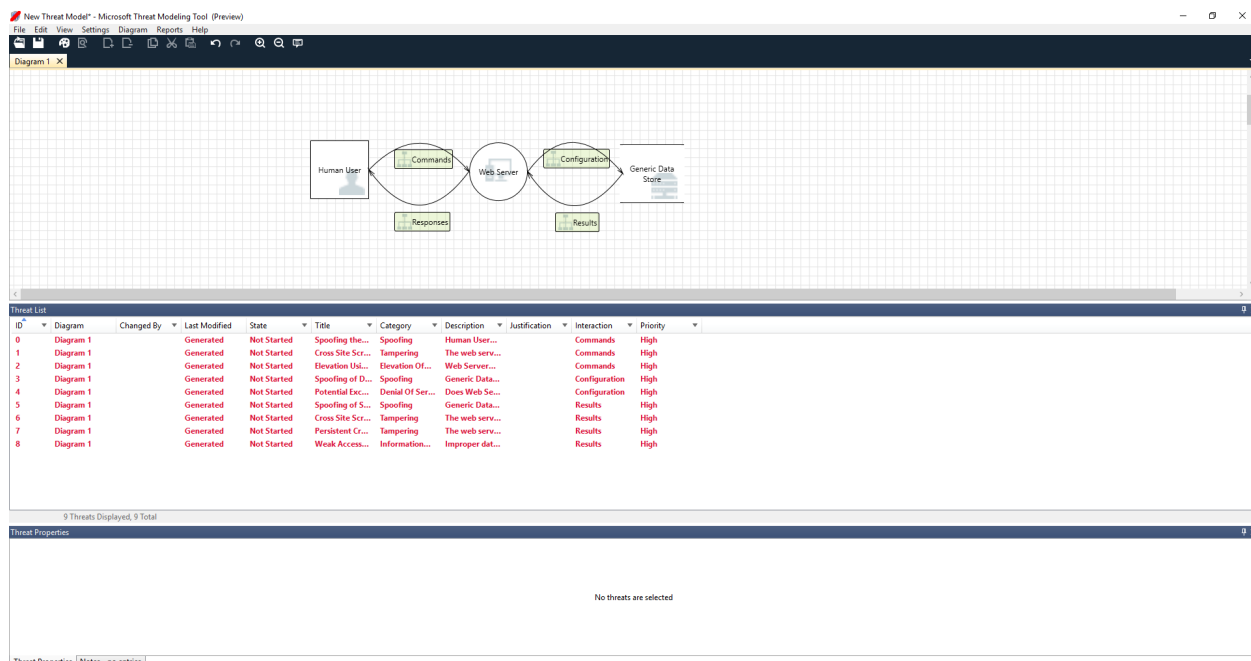 New Threat Model* - Microsoft Threat Modeling Tool (Preview)
File Edit View Settings Diagram Reports Help
Diagram 1
Human User
Commands
Web Server
Configuration
Generic Data
Store
Responses
Results
Threat List
ID Diagram Changed By Last Modified State Title Category Description Justification Interaction Priority
0 Diagram 1 Generated Not Started Spoofing the... Spoofing Human User... Commands High
1 Diagram 1 Generated Not Started Cross Site Scr... Tampering The web serv... Commands High
2 Diagram 1 Generated Not Started Elevation Usi... Elevation Of... Web Server... Commands High
3 Diagram 1 Generated Not Started Spoofing of D... Spoofing Generic Data... Configuration High
4 Diagram 1 Generated Not Started Potential Exc... Denial Of Ser... Does Web Se... Configuration High
5 Diagram 1 Generated Not Started Spoofing of S... Spoofing Generic Data... Results High
6 Diagram 1 Generated Not Started Cross Site Scr... Tampering The web serv... Results High
7 Diagram 1 Generated Not Started Persistent Cr... Tampering The web serv... Results High
8 Diagram 1 Generated Not Started Weak Access... Information... Improper dat... Results High
9 Threats Displayed, 9 Total
Threat Properties
No threats are selected
Threat Properties Notes - no entries